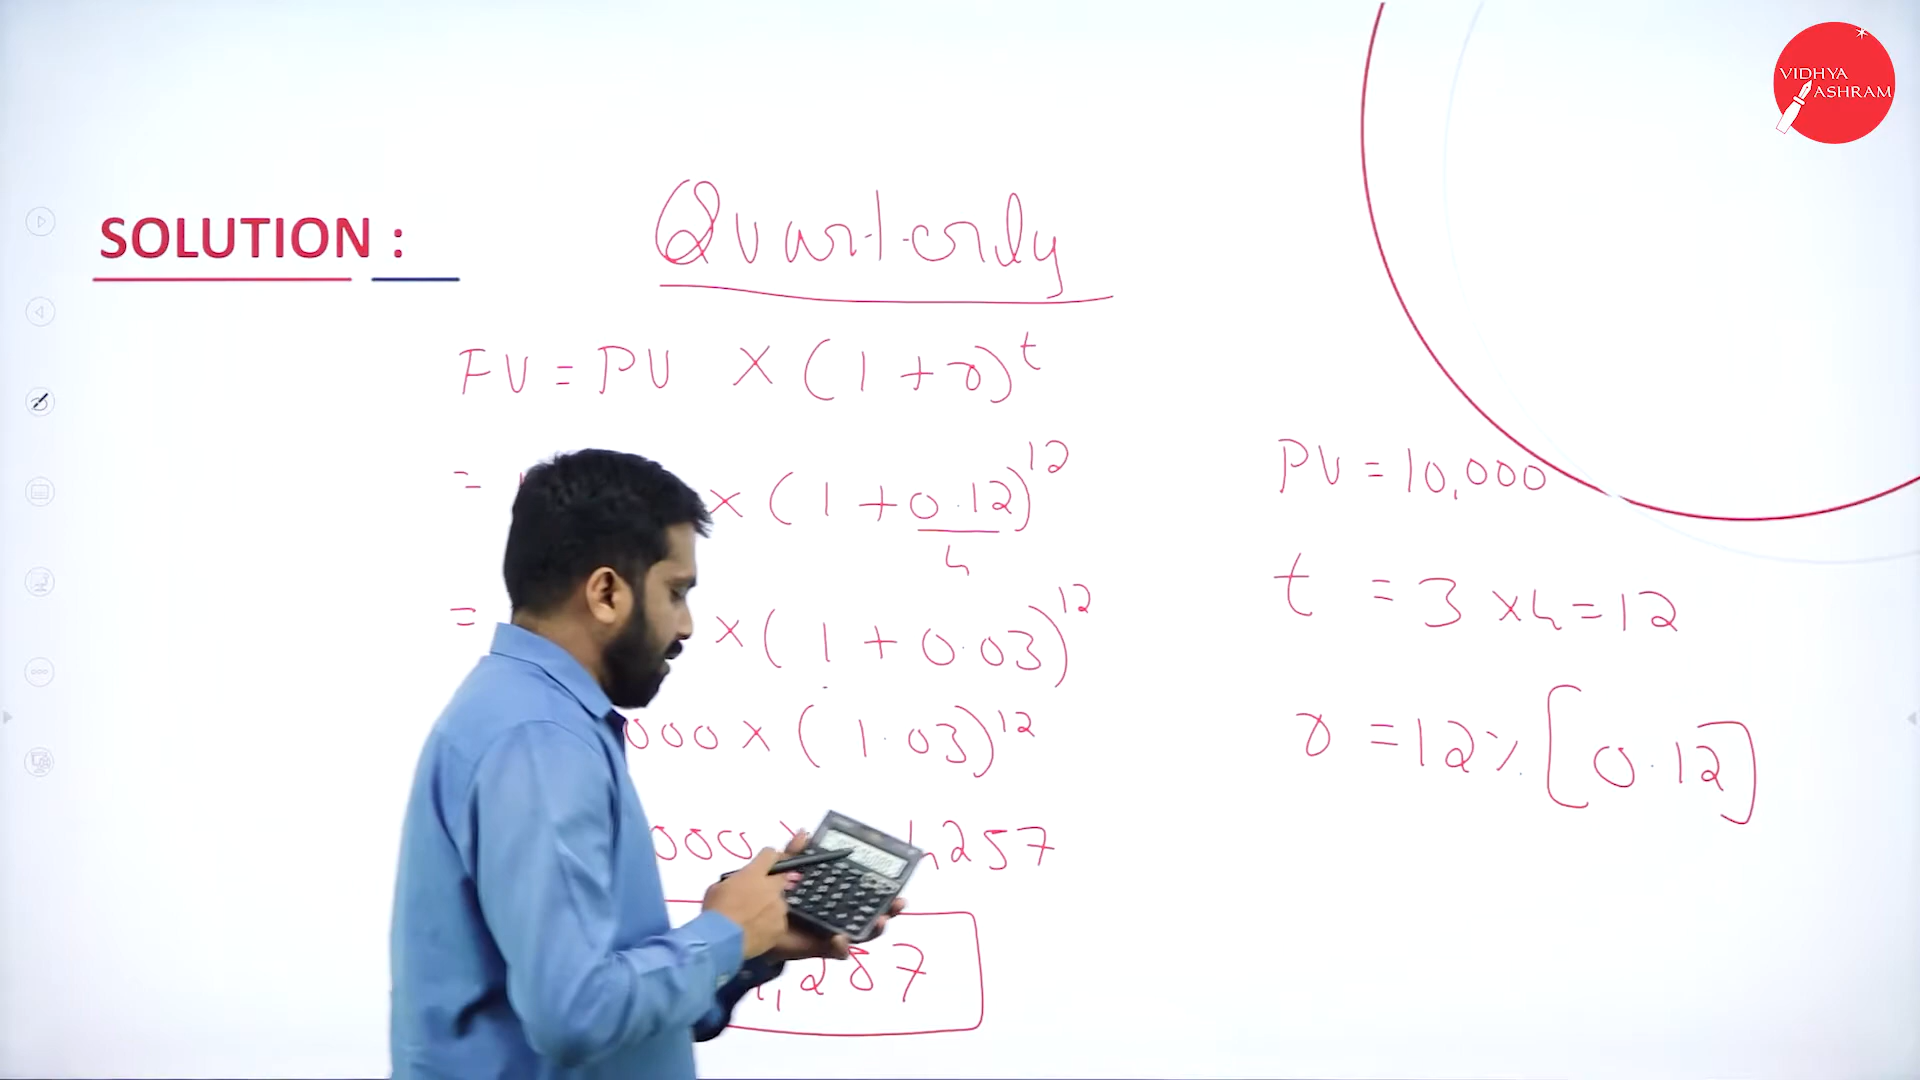 VIDHYA
ASHRAM
SOLUTION :
Quarterly
FV = PV × (1 + r)^t
= × (1 + 0.12/4)^12
= × (1 + 0.03)^12
000 × (1.03)^12
000 × 4257
,257
PV = 10,000
t = 3 × 4 = 12
r = 12% [0.12]